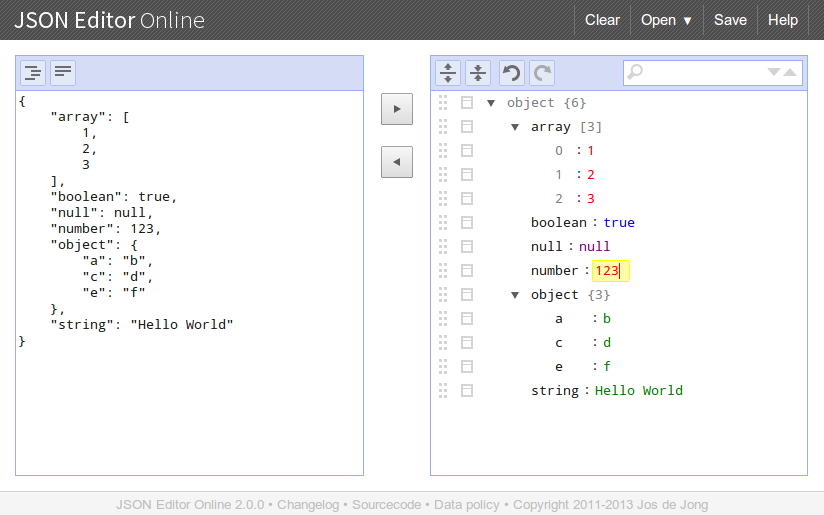 JSON Editor Online
Clear Open ▼ Save Help
{
    "array": [
        1,
        2,
        3
    ],
    "boolean": true,
    "null": null,
    "number": 123,
    "object": {
        "a": "b",
        "c": "d",
        "e": "f"
    },
    "string": "Hello World"
}
▼ object {6}
▼ array [3]
0 : 1
1 : 2
2 : 3
boolean : true
null : null
number : 123
▼ object {3}
a : b
c : d
e : f
string : Hello World
JSON Editor Online 2.0.0 • Changelog • Sourcecode • Data policy • Copyright 2011-2013 Jos de Jong